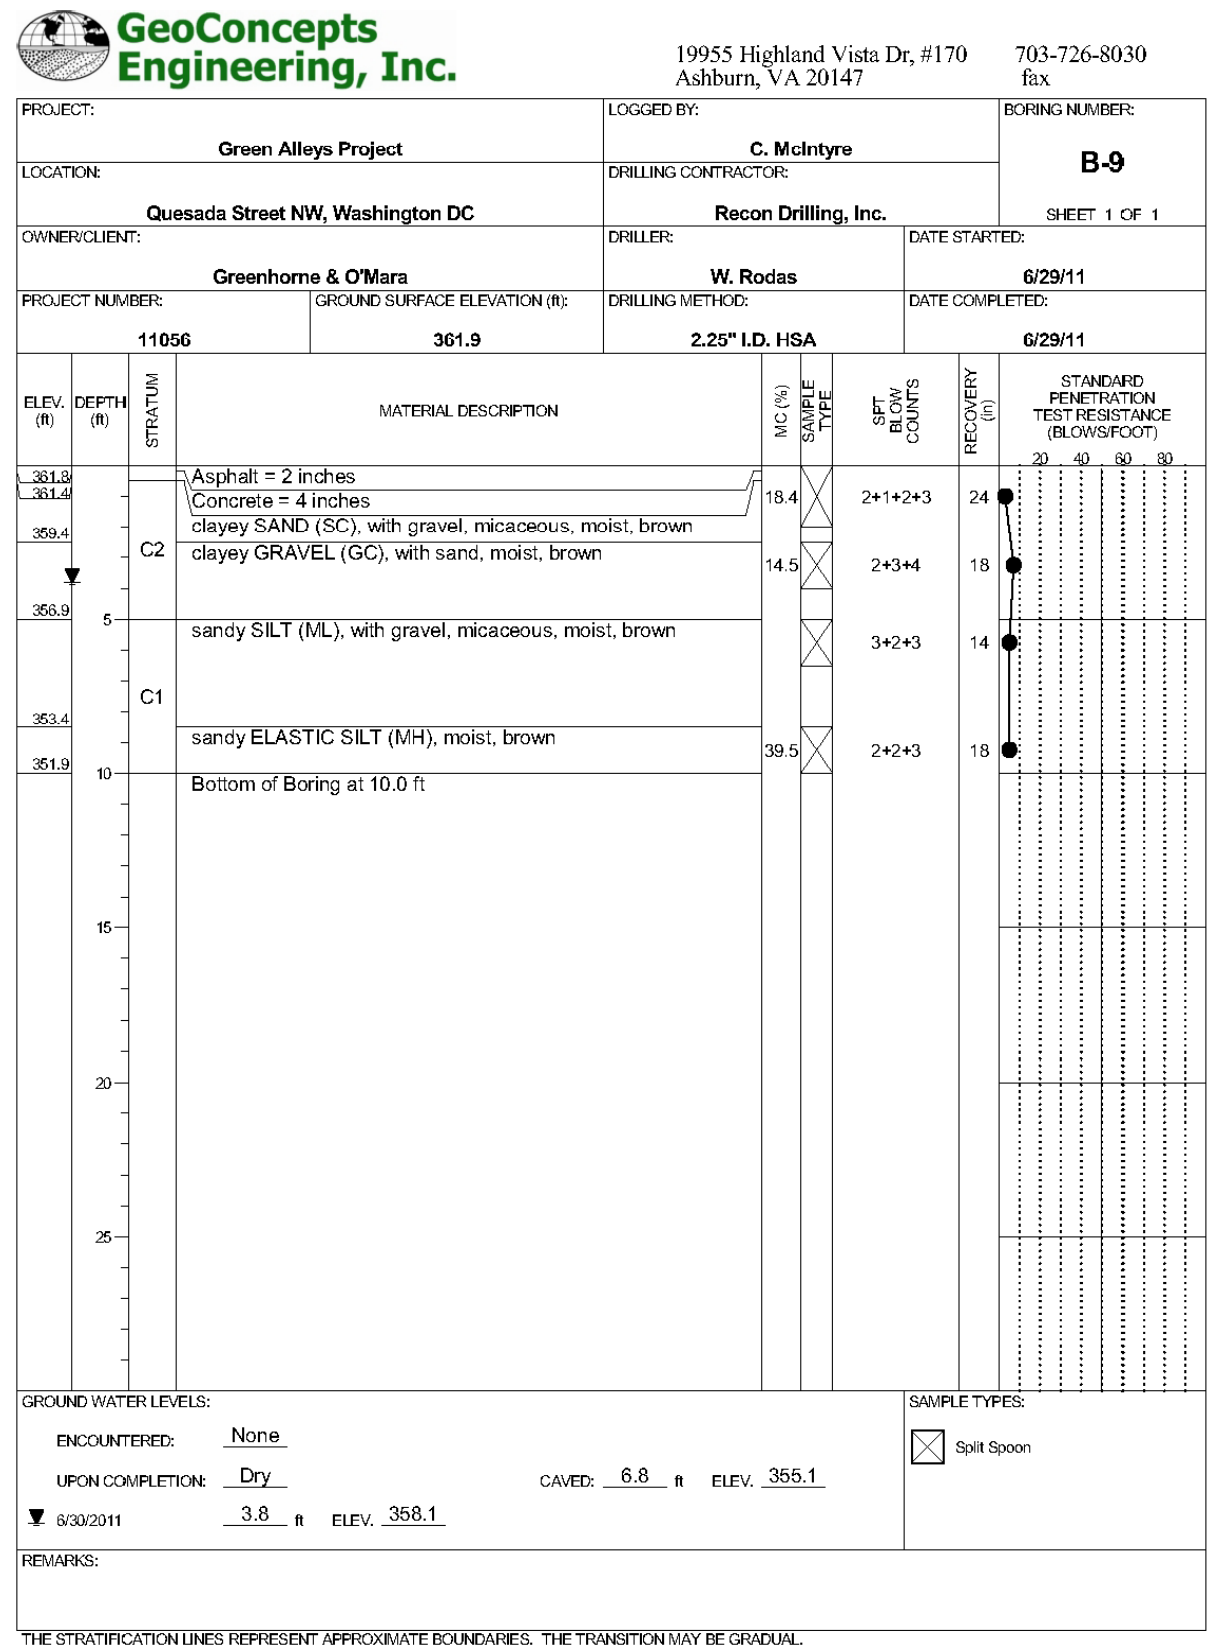 GeoConcepts
Engineering, Inc.
19955 Highland Vista Dr, #170 703-726-8030
Ashburn, VA 20147 fax
PROJECT: LOGGED BY: BORING NUMBER:
Green Alleys Project C. McIntyre
B-9
LOCATION: DRILLING CONTRACTOR:
Quesada Street NW, Washington DC Recon Drilling, Inc. SHEET 1 OF 1
OWNER/CLIENT: DRILLER: DATE STARTED:
Greenhorne & O'Mara W. Rodas 6/29/11
PROJECT NUMBER: GROUND SURFACE ELEVATION (ft): DRILLING METHOD: DATE COMPLETED:
11056 361.9 2.25" I.D. HSA 6/29/11
ELEV. (ft)
DEPTH (ft)
STRATUM
MATERIAL DESCRIPTION
MC (%)
SAMPLE TYPE
SPT BLOW COUNTS
RECOVERY (in)
STANDARD
PENETRATION
TEST RESISTANCE
(BLOWS/FOOT)
20 40 60 80
361.8 Asphalt = 2 inches
361.4 Concrete = 4 inches 18.4 2+1+2+3 24
clayey SAND (SC), with gravel, micaceous, moist, brown
359.4
C2 clayey GRAVEL (GC), with sand, moist, brown
14.5 2+3+4 18
356.9 5
sandy SILT (ML), with gravel, micaceous, moist, brown
3+2+3 14
C1
353.4
sandy ELASTIC SILT (MH), moist, brown
39.5 2+2+3 18
351.9 10
Bottom of Boring at 10.0 ft
15
20
25
GROUND WATER LEVELS: SAMPLE TYPES:
ENCOUNTERED: None
Split Spoon
UPON COMPLETION: Dry CAVED: 6.8 ft ELEV. 355.1
6/30/2011 3.8 ft ELEV. 358.1
REMARKS:
THE STRATIFICATION LINES REPRESENT APPROXIMATE BOUNDARIES. THE TRANSITION MAY BE GRADUAL.